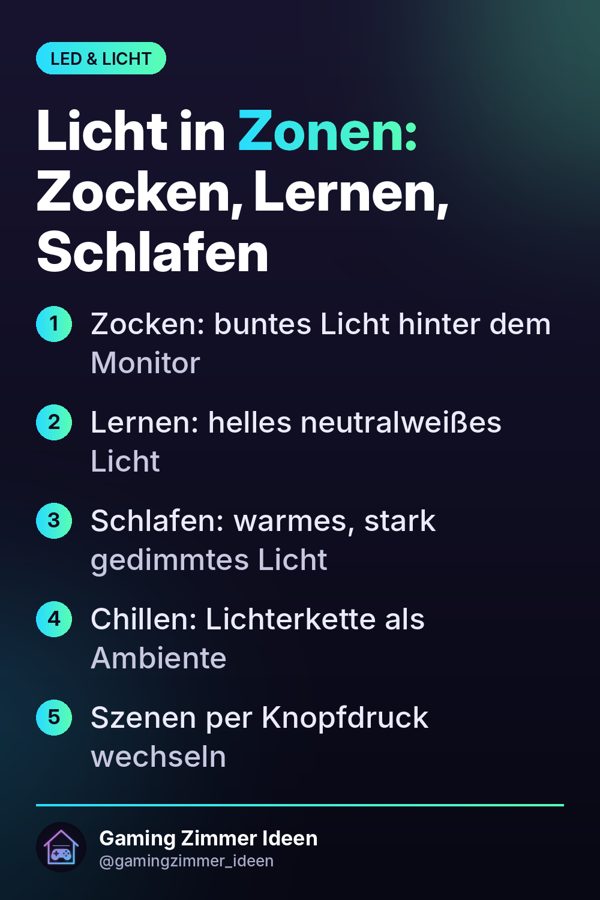 LED & LICHT
Licht in Zonen:
Zocken, Lernen,
Schlafen
1 Zocken: buntes Licht hinter dem
Monitor
2 Lernen: helles neutralweißes
Licht
3 Schlafen: warmes, stark
gedimmtes Licht
4 Chillen: Lichterkette als
Ambiente
5 Szenen per Knopfdruck
wechseln
Gaming Zimmer Ideen
@gamingzimmer_ideen